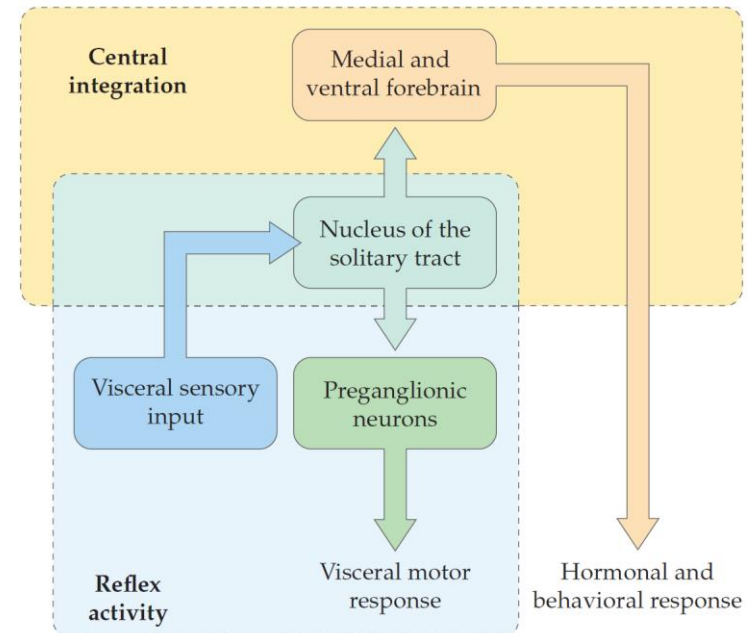 Central
integration
Medial and
ventral forebrain
Nucleus of the
solitary tract
Visceral sensory
input
Preganglionic
neurons
Reflex
activity
Visceral motor
response
Hormonal and
behavioral response